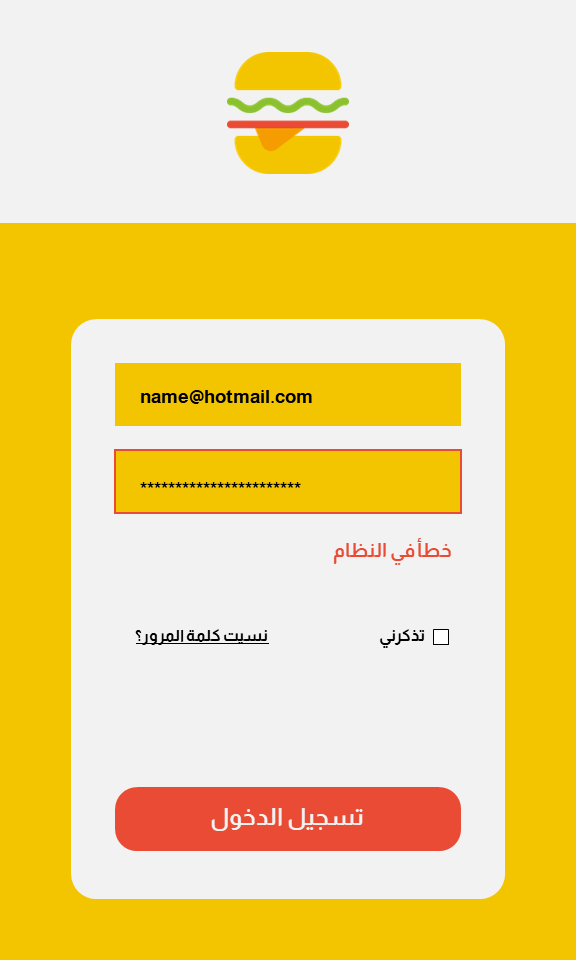 name@hotmail.com
***********************
خطأ في النظام
تذكرني
نسيت كلمة المرور؟
تسجيل الدخول